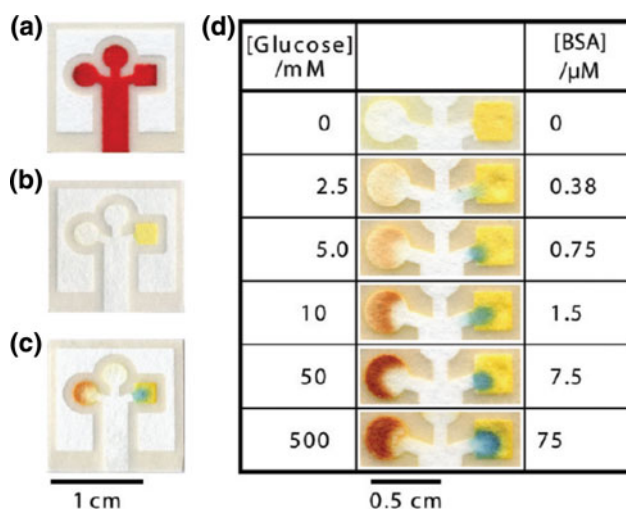 (a)
(b)
(c)
1 cm
(d)
[Glucose] /mM
[BSA] /µM
0 0
2.5 0.38
5.0 0.75
10 1.5
50 7.5
500 75
0.5 cm